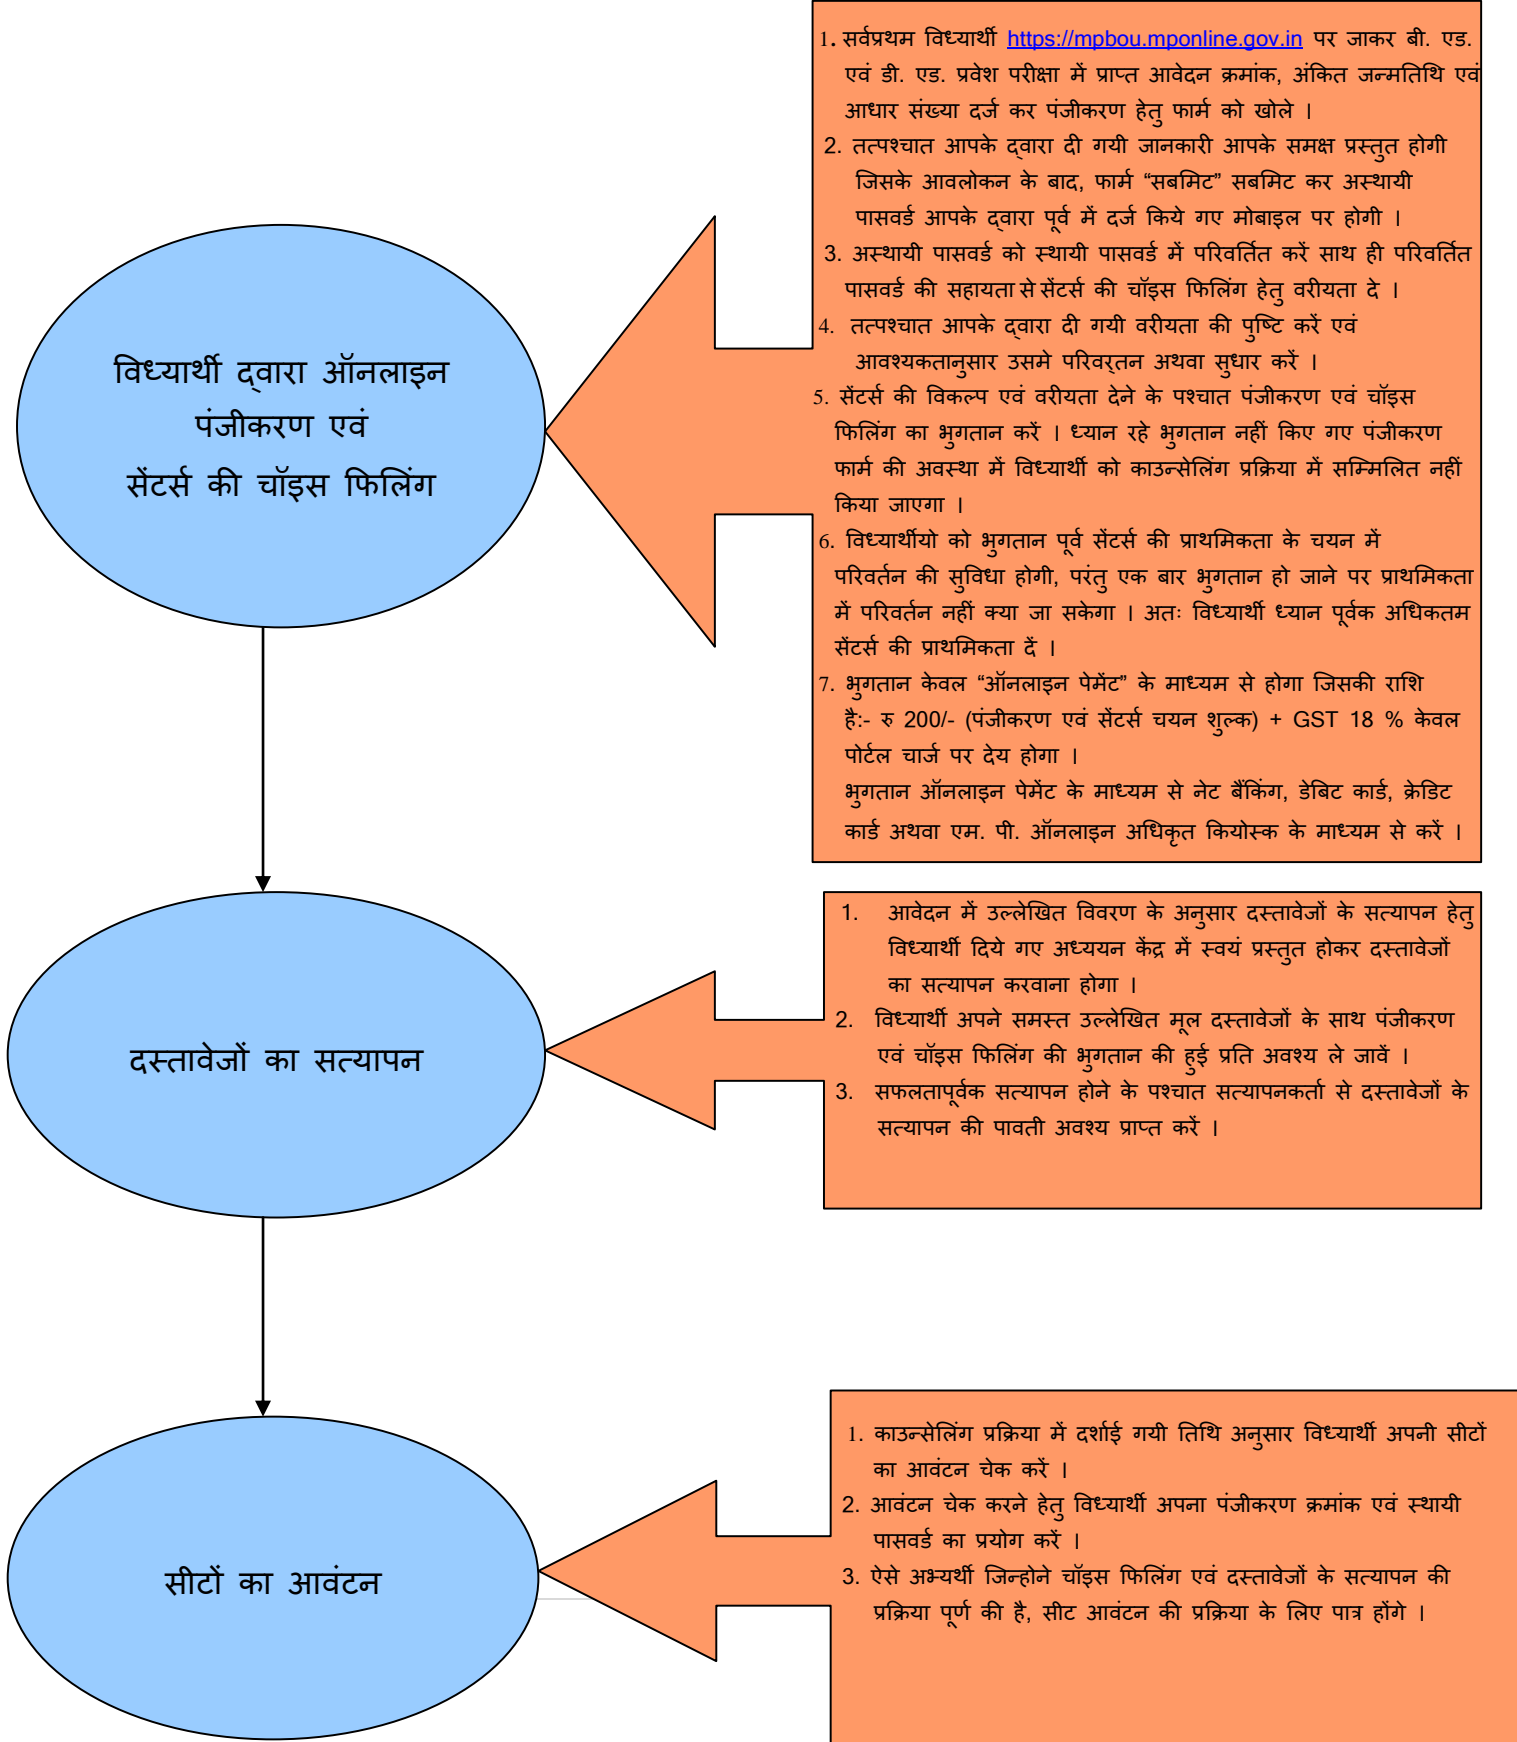 1. सर्वप्रथम विध्यार्थी https://mpbou.mponline.gov.in पर जाकर बी. एड.
एवं डी. एड. प्रवेश परीक्षा में प्राप्त आवेदन क्रमांक, अंकित जन्मतिथि एवं
आधार संख्या दर्ज कर पंजीकरण हेतु फार्म को खोले ।
2. तत्पश्चात आपके द्वारा दी गयी जानकारी आपके समक्ष प्रस्तुत होगी
जिसके आवलोकन के बाद, फार्म “सबमिट” सबमिट कर अस्थायी
पासवर्ड आपके द्वारा पूर्व में दर्ज किये गए मोबाइल पर होगी ।
3. अस्थायी पासवर्ड को स्थायी पासवर्ड में परिवर्तित करें साथ ही परिवर्तित
पासवर्ड की सहायता से सेंटर्स की चॉइस फिलिंग हेतु वरीयता दे ।
4. तत्पश्चात आपके द्वारा दी गयी वरीयता की पुष्टि करें एवं
आवश्यकतानुसार उसमे परिवर्तन अथवा सुधार करें ।
5. सेंटर्स की विकल्प एवं वरीयता देने के पश्चात पंजीकरण एवं चॉइस
फिलिंग का भुगतान करें । ध्यान रहे भुगतान नहीं किए गए पंजीकरण
फार्म की अवस्था में विध्यार्थी को काउन्सेलिंग प्रक्रिया में सम्मिलित नहीं
किया जाएगा ।
6. विध्यार्थीयो को भुगतान पूर्व सेंटर्स की प्राथमिकता के चयन में
परिवर्तन की सुविधा होगी, परंतु एक बार भुगतान हो जाने पर प्राथमिकता
में परिवर्तन नहीं क्या जा सकेगा । अतः विध्यार्थी ध्यान पूर्वक अधिकतम
सेंटर्स की प्राथमिकता दें ।
7. भुगतान केवल “ऑनलाइन पेमेंट” के माध्यम से होगा जिसकी राशि
है:- रु 200/- (पंजीकरण एवं सेंटर्स चयन शुल्क) + GST 18 % केवल
पोर्टल चार्ज पर देय होगा ।
भुगतान ऑनलाइन पेमेंट के माध्यम से नेट बैंकिंग, डेबिट कार्ड, क्रेडिट
कार्ड अथवा एम. पी. ऑनलाइन अधिकृत कियोस्क के माध्यम से करें ।
विध्यार्थी द्वारा ऑनलाइन
पंजीकरण एवं
सेंटर्स की चॉइस फिलिंग
1. आवेदन में उल्लेखित विवरण के अनुसार दस्तावेजों के सत्यापन हेतु
विध्यार्थी दिये गए अध्ययन केंद्र में स्वयं प्रस्तुत होकर दस्तावेजों
का सत्यापन करवाना होगा ।
2. विध्यार्थी अपने समस्त उल्लेखित मूल दस्तावेजों के साथ पंजीकरण
एवं चॉइस फिलिंग की भुगतान की हुई प्रति अवश्य ले जावें ।
3. सफलतापूर्वक सत्यापन होने के पश्चात सत्यापनकर्ता से दस्तावेजों के
सत्यापन की पावती अवश्य प्राप्त करें ।
दस्तावेजों का सत्यापन
1. काउन्सेलिंग प्रक्रिया में दर्शाई गयी तिथि अनुसार विध्यार्थी अपनी सीटों
का आवंटन चेक करें ।
2. आवंटन चेक करने हेतु विध्यार्थी अपना पंजीकरण क्रमांक एवं स्थायी
पासवर्ड का प्रयोग करें ।
3. ऐसे अभ्यर्थी जिन्होने चॉइस फिलिंग एवं दस्तावेजों के सत्यापन की
प्रक्रिया पूर्ण की है, सीट आवंटन की प्रक्रिया के लिए पात्र होंगे ।
सीटों का आवंटन